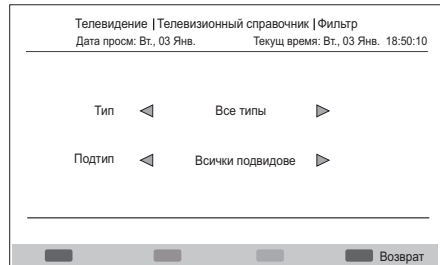 Телевидение |Телевизионный справочник |Фильтр
Дата просм: Вт., 03 Янв. Текущ время: Вт., 03 Янв. 18:50:10
Тип Все типы
Подтип Всички подвидове
Возврат